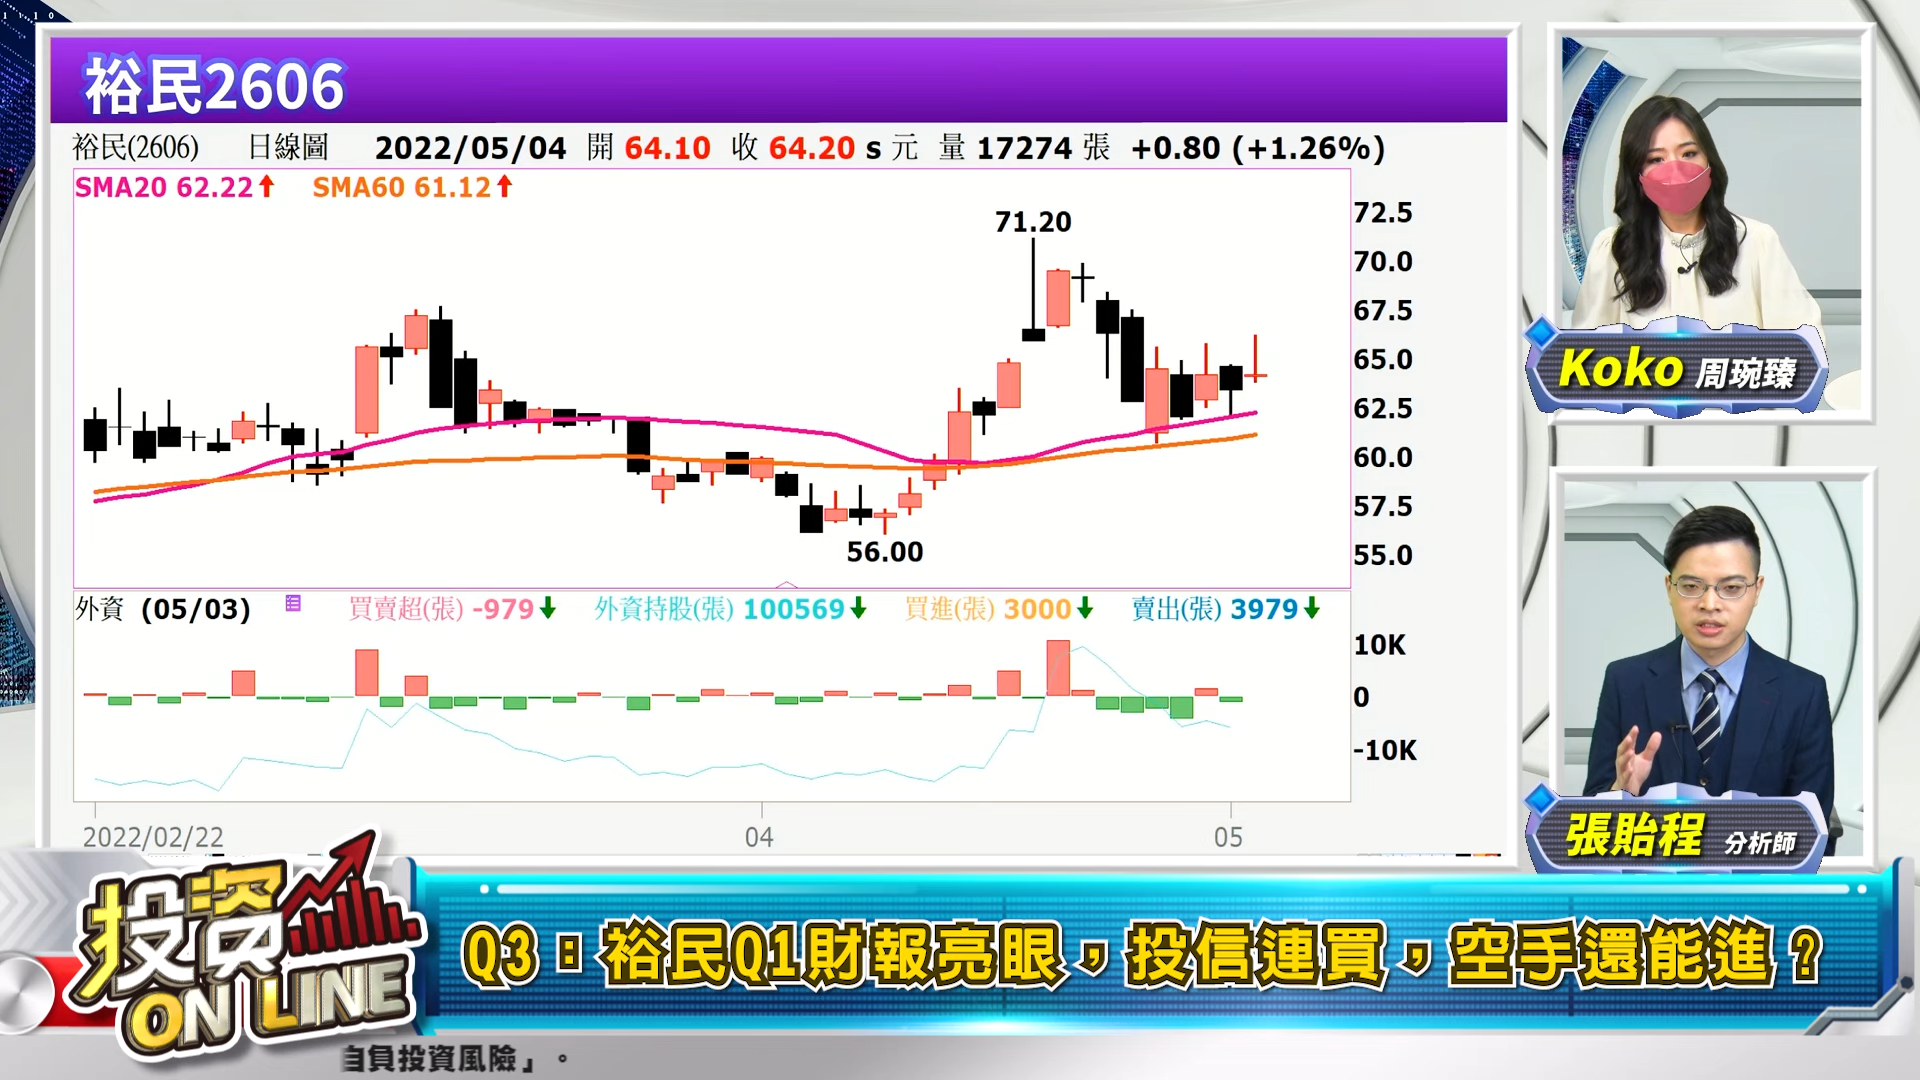 裕民2606
裕民(2606) 日線圖 2022/05/04 開 64.10 收 64.20 s 元 量 17274 張 +0.80 (+1.26%)
SMA20 62.22↑ SMA60 61.12↑
71.20
56.00
72.5
70.0
67.5
65.0
62.5
60.0
57.5
55.0
外資 (05/03) 買賣超(張) -979↓ 外資持股(張) 100569↓ 買進(張) 3000↓ 賣出(張) 3979↓
10K
0
-10K
2022/02/22 04 05
Koko 周琬臻
張貽程 分析師
投資
ON LINE
Q3：裕民Q1財報亮眼，投信連買，空手還能進？
自負投資風險」。